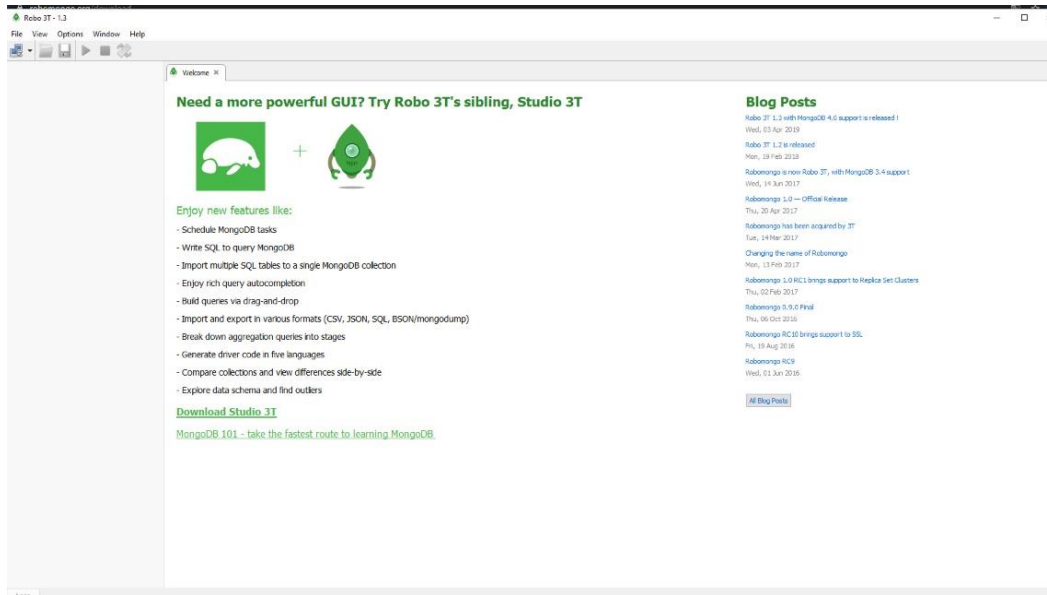 robomongo.org/download
Robo 3T - 1.3
File View Options Window Help
Welcome
Need a more powerful GUI? Try Robo 3T's sibling, Studio 3T
Enjoy new features like:
- Schedule MongoDB tasks
- Write SQL to query MongoDB
- Import multiple SQL tables to a single MongoDB collection
- Enjoy rich query autocompletion
- Build queries via drag-and-drop
- Import and export in various formats (CSV, JSON, SQL, BSON/mongodump)
- Break down aggregation queries into stages
- Generate driver code in five languages
- Compare collections and view differences side-by-side
- Explore data schema and find outliers
Download Studio 3T
MongoDB 101 - take the fastest route to learning MongoDB
Blog Posts
Robo 3T 1.3 with MongoDB 4.0 support is released !
Wed, 03 Apr 2019
Robo 3T 1.2 is released
Mon, 19 Feb 2018
Robomongo is now Robo 3T, with MongoDB 3.4 support
Wed, 14 Jun 2017
Robomongo 1.0 — Official Release
Thu, 20 Apr 2017
Robomongo has been acquired by 3T
Tue, 14 Mar 2017
Changing the name of Robomongo
Mon, 13 Feb 2017
Robomongo 1.0 RC1 brings support to Replica Set Clusters
Thu, 02 Feb 2017
Robomongo 0.9.0 Final
Thu, 06 Oct 2016
Robomongo RC10 brings support to SSL
Fri, 19 Aug 2016
Robomongo RC9
Wed, 01 Jun 2016
All Blog Posts